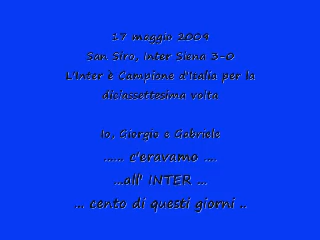 17 maggio 2009
San Siro, Inter Siena 3-0
L'Inter è Campione d'Italia per la
diciassettesima volta
Io, Giorgio e Gabriele
..... c'eravamo ....
...all' INTER ...
... cento di questi giorni ..